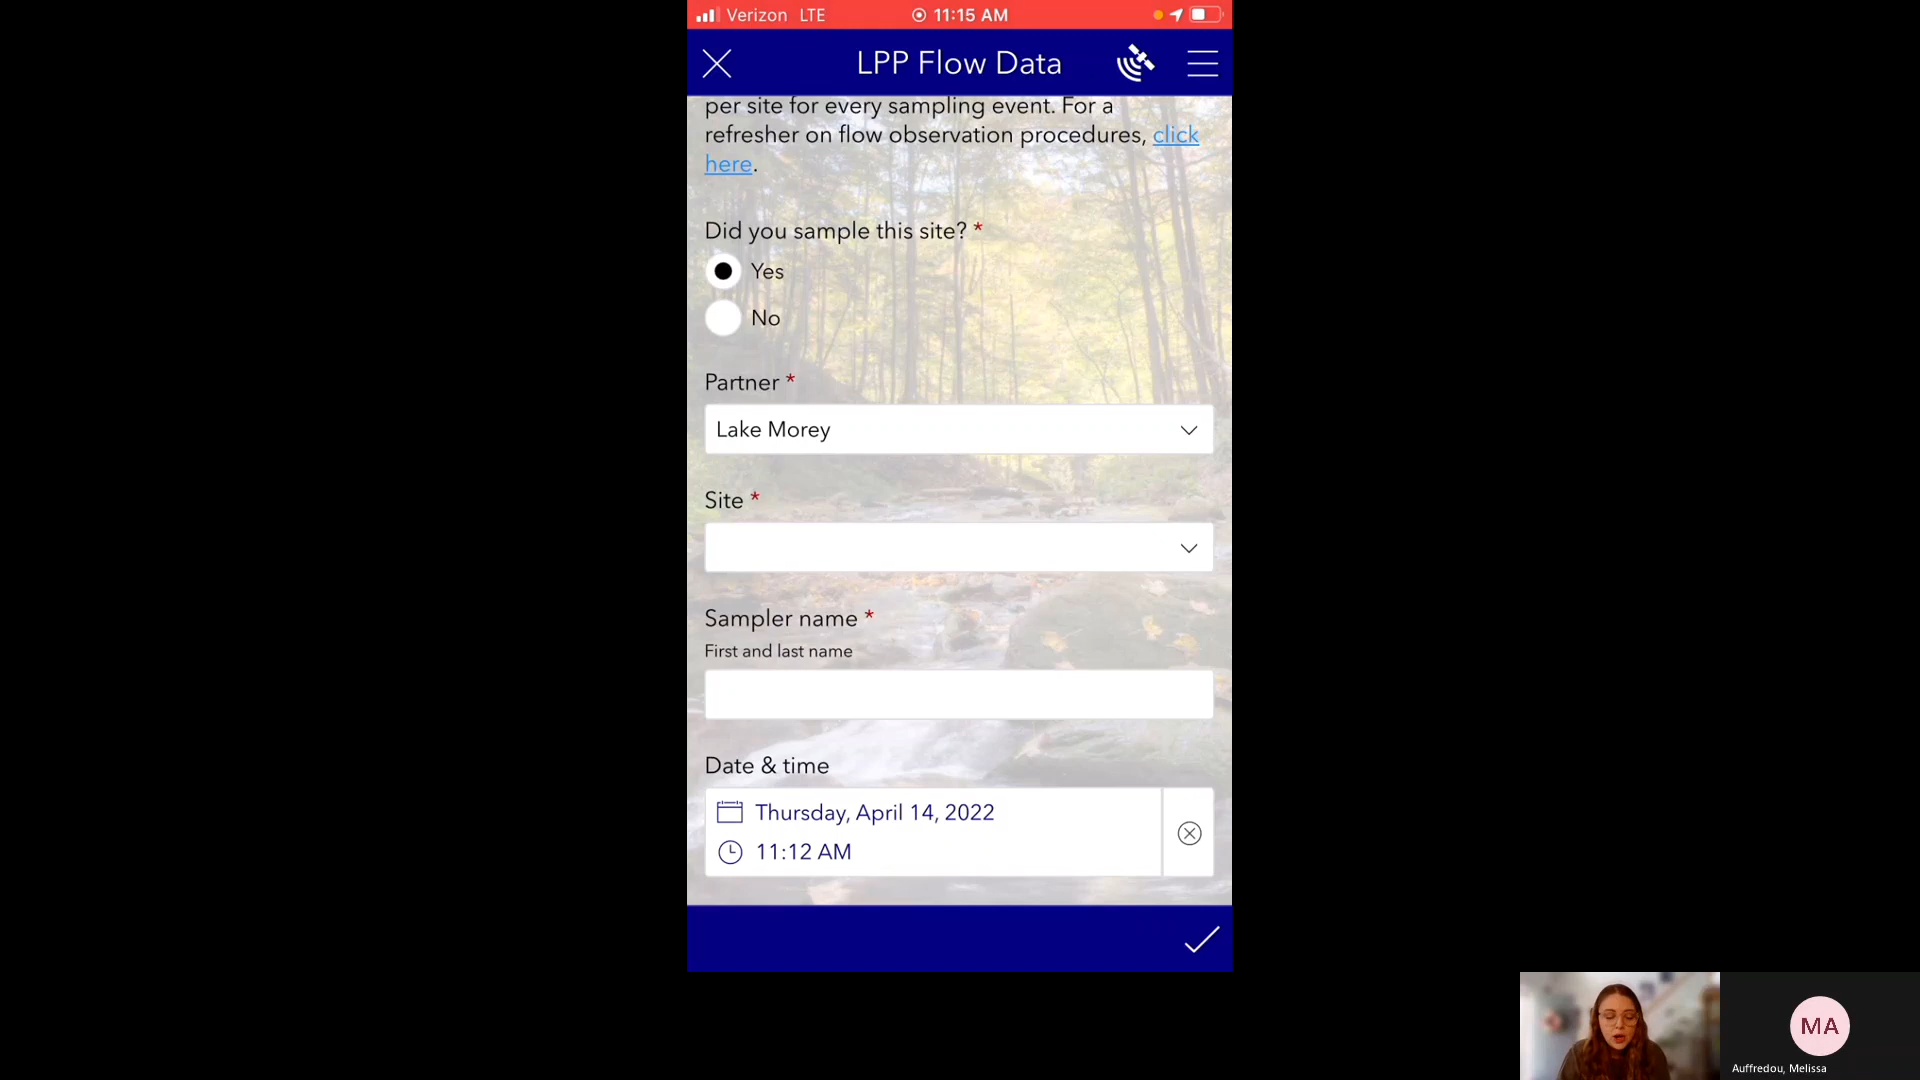 Verizon LTE 11:15 AM
LPP Flow Data
per site for every sampling event. For a
refresher on flow observation procedures, click
here.
Did you sample this site? *
Yes
No
Partner *
Lake Morey
Site *
Sampler name *
First and last name
Date & time
Thursday, April 14, 2022
11:12 AM
MA
Auffredou, Melissa